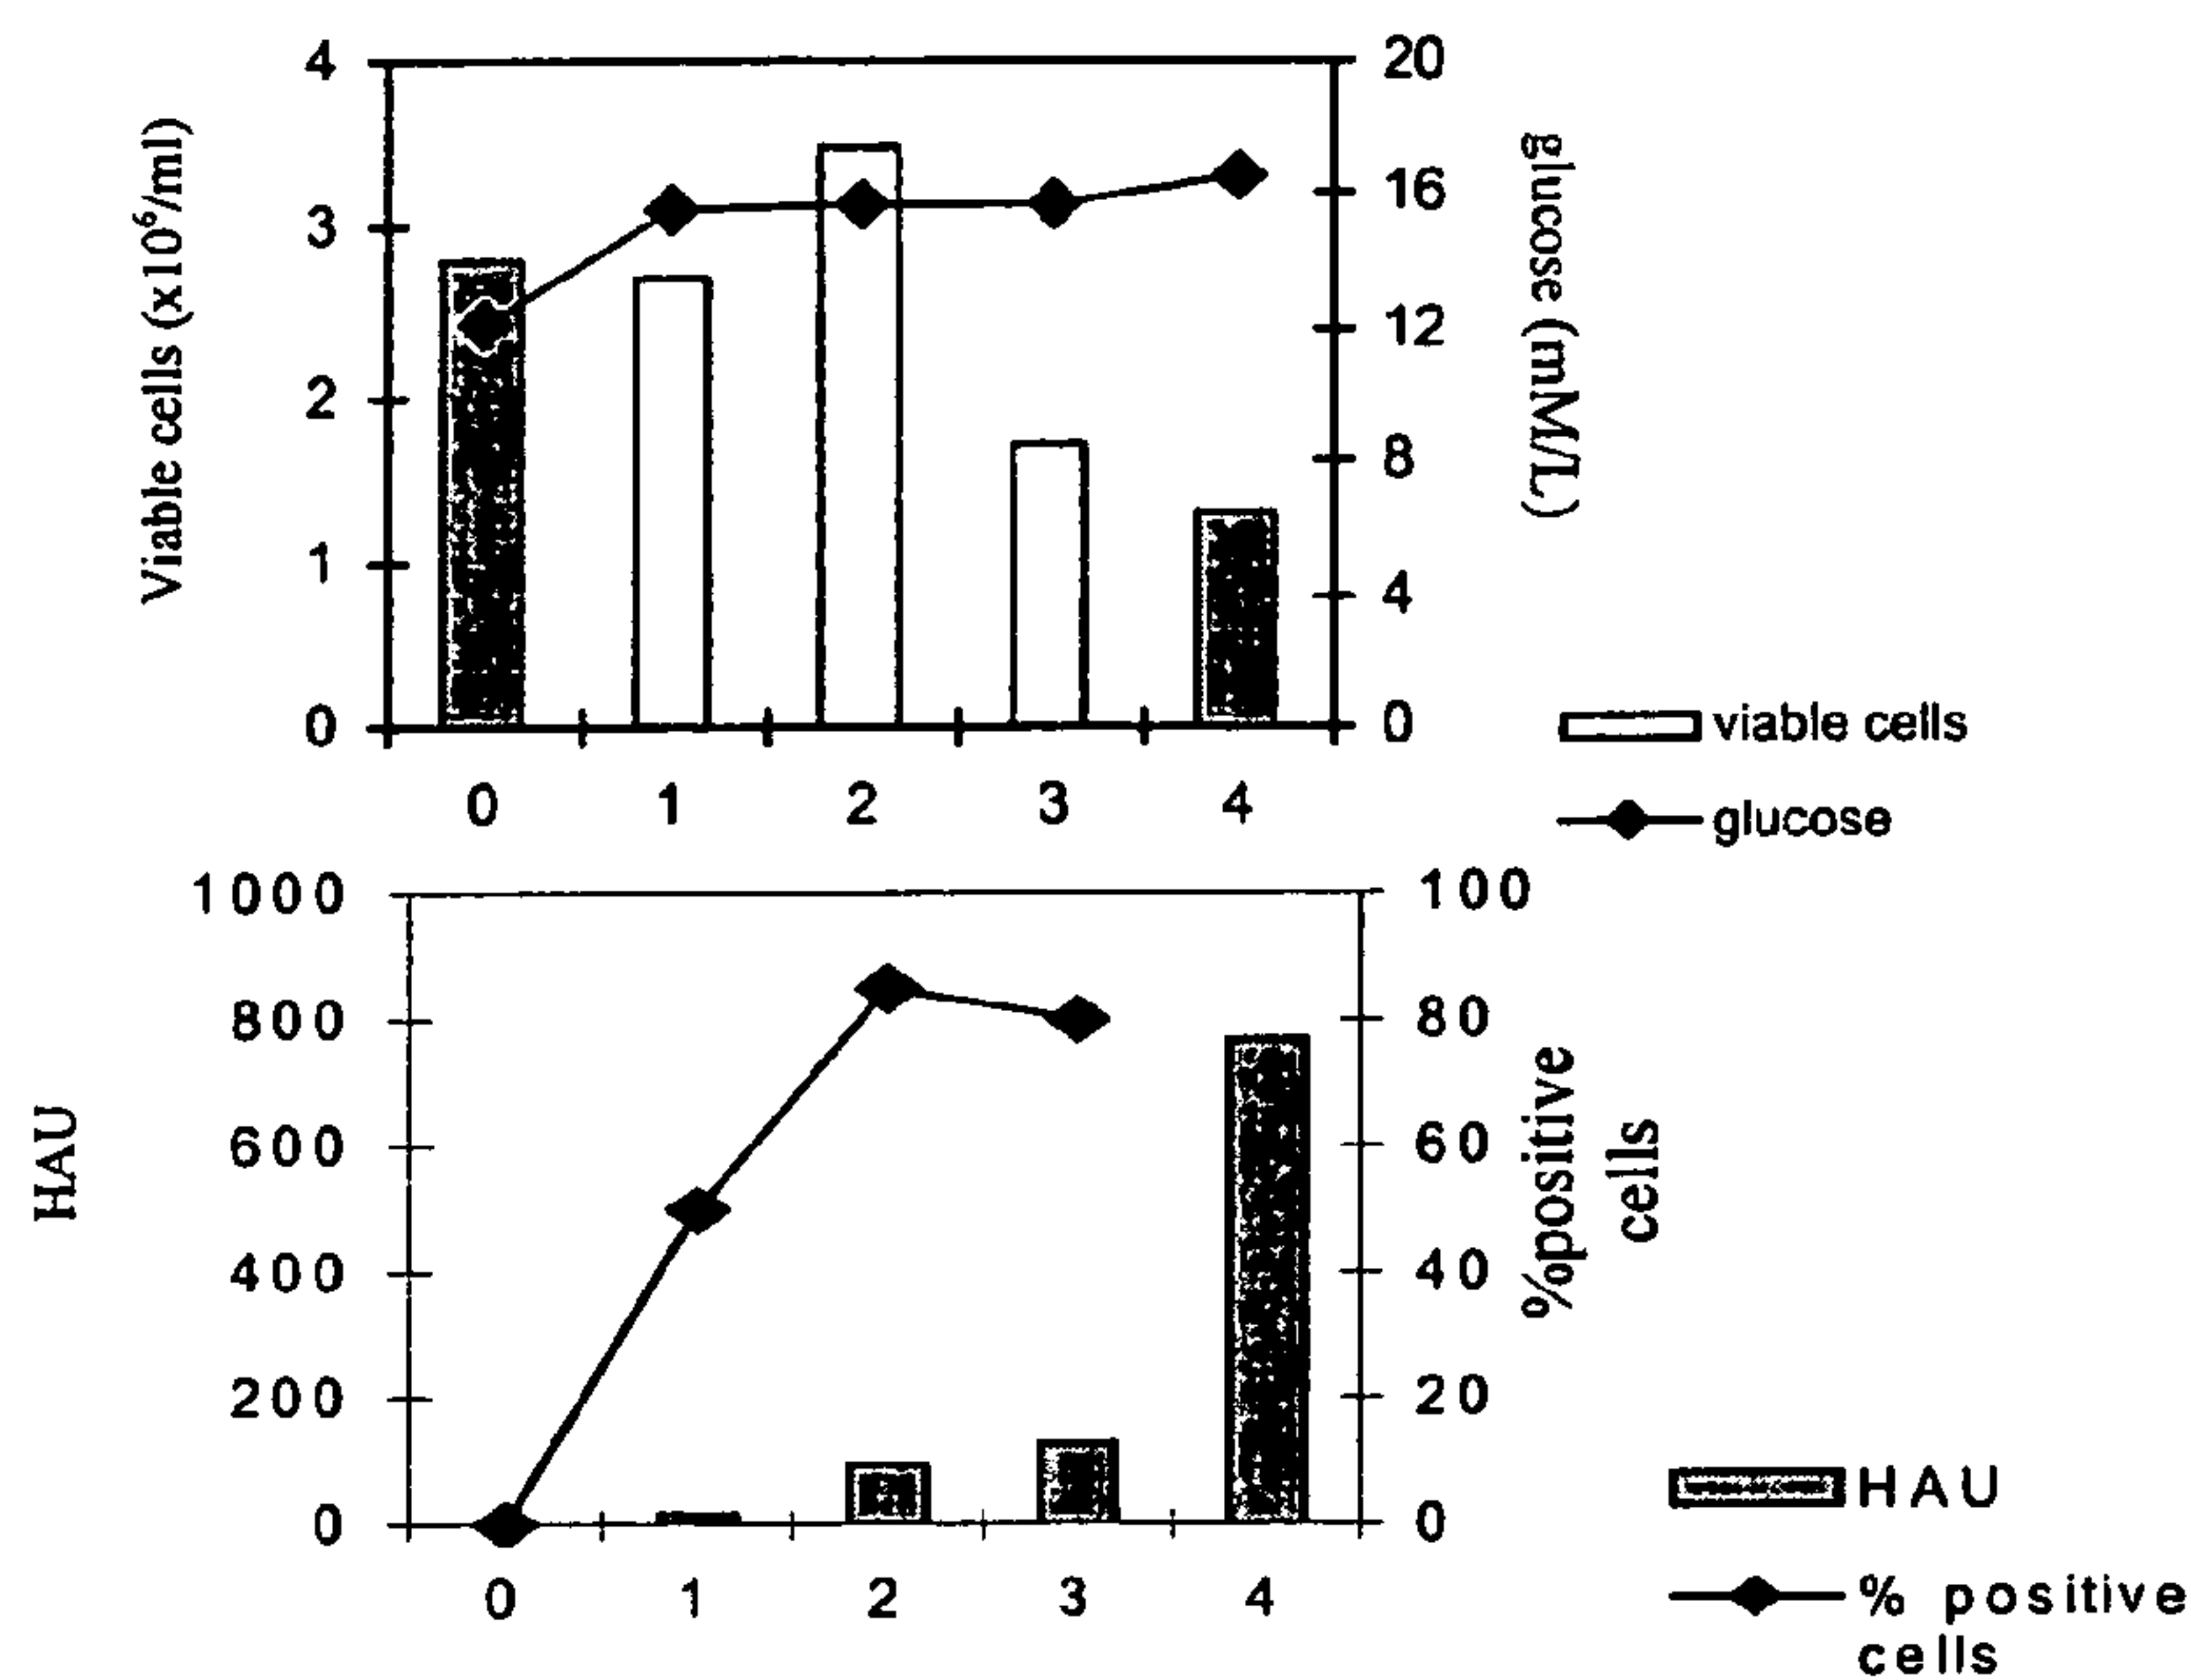 4
3
2
1
0
Viable cells (x10⁶/ml)
20
16
12
8
4
0
glucose (mM/L)
0 1 2 3 4
viable cells
glucose
1000
800
600
400
200
0
HAU
100
80
60
40
20
0
%positive
cells
0 1 2 3 4
HAU
% positive
cells